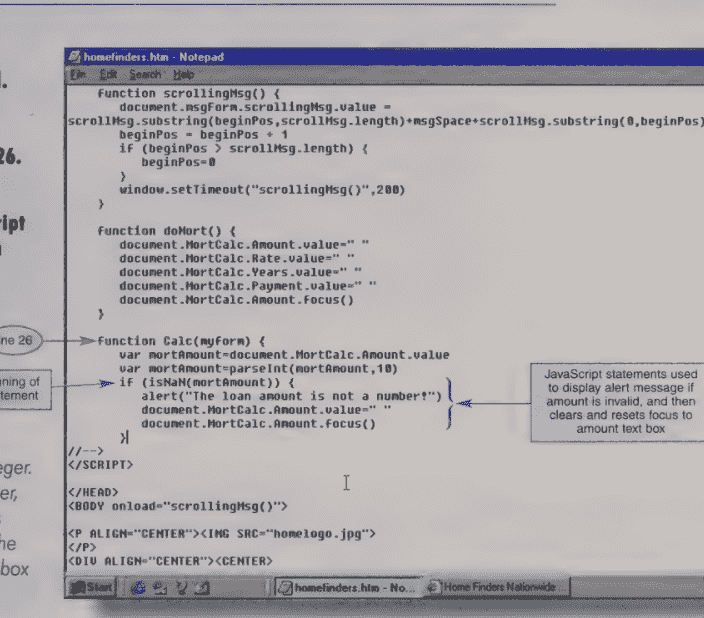 26.
ript
ne 26
ning of
tement
eger.
er,
he
box
homefinders.htm - Notepad
File Edit Search Help
function scrollingMsg() {
document.msgForm.scrollingMsg.value =
scrollMsg.substring(beginPos,scrollMsg.length)+msgSpace+scrollMsg.substring(0,beginPos)
beginPos = beginPos + 1
if (beginPos > scrollMsg.length) {
beginPos=0
}
window.setTimeout("scrollingMsg()",200)
}
function doMort() {
document.MortCalc.Amount.value=" "
document.MortCalc.Rate.value=" "
document.MortCalc.Years.value=" "
document.MortCalc.Payment.value=" "
document.MortCalc.Amount.focus()
}
function Calc(myform) {
var mortAmount=document.MortCalc.Amount.value
var mortAmount=parseInt(mortAmount,10)
if (isNaN(mortAmount)) {
alert("The loan amount is not a number!")
document.MortCalc.Amount.value=" "
document.MortCalc.Amount.focus()
}
//-->
</SCRIPT>
</HEAD>
<BODY onload="scrollingMsg()">
<P ALIGN="CENTER"><IMG SRC="homelogo.jpg">
</P>
<DIV ALIGN="CENTER"><CENTER>
JavaScript statements used
to display alert message if
amount is invalid, and then
clears and resets focus to
amount text box
Start
homefinders.htm - No...
Home Finders Nationwide